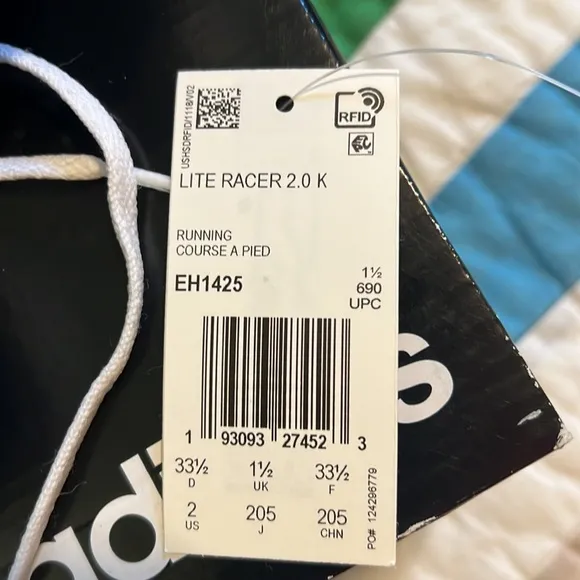 USHSDRFID/1118/V02
RFID
LITE RACER 2.0 K
RUNNING
COURSE A PIED
EH1425
1½
690
UPC
1 93093 27452 3
33½ 1½ 33½
D UK F
2 205 205
US J CHN
PO# 124296779
adidas